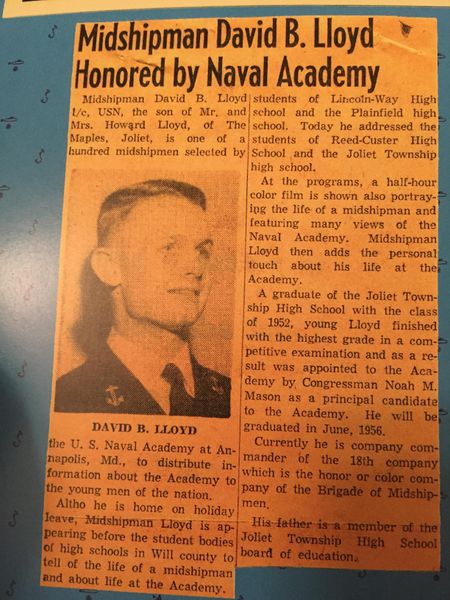 Midshipman David B. Lloyd
Honored by Naval Academy
Midshipman David B. Lloyd
1/c, USN, the son of Mr. and
Mrs. Howard Lloyd, of The
Maples, Joliet, is one of a
hundred midshipmen selected by
DAVID B. LLOYD
the U. S. Naval Academy at An-
napolis, Md., to distribute in-
formation about the Academy to
the young men of the nation.
Altho he is home on holiday
leave, Midshipman Lloyd is ap-
pearing before the student bodies
of high schools in Will county to
tell of the life of a midshipman
and about life at the Academy.
students of Lincoln-Way High
school and the Plainfield high
school. Today he addressed the
students of Reed-Custer High
School and the Joliet Township
high school.
At the programs, a half-hour
color film is shown also portray-
ing the life of a midshipman and
featuring many views of the
Naval Academy. Midshipman
Lloyd then adds the personal
touch about his life at the
Academy.
A graduate of the Joliet Town-
ship High School with the class
of 1952, young Lloyd finished
with the highest grade in a com-
petitive examination and as a re-
sult was appointed to the Aca-
demy by Congressman Noah M.
Mason as a principal candidate
to the Academy. He will be
graduated in June, 1956.
Currently he is company com-
mander of the 18th company
which is the honor or color com-
pany of the Brigade of Midship-
men.
His father is a member of the
Joliet Township High School
board of education.